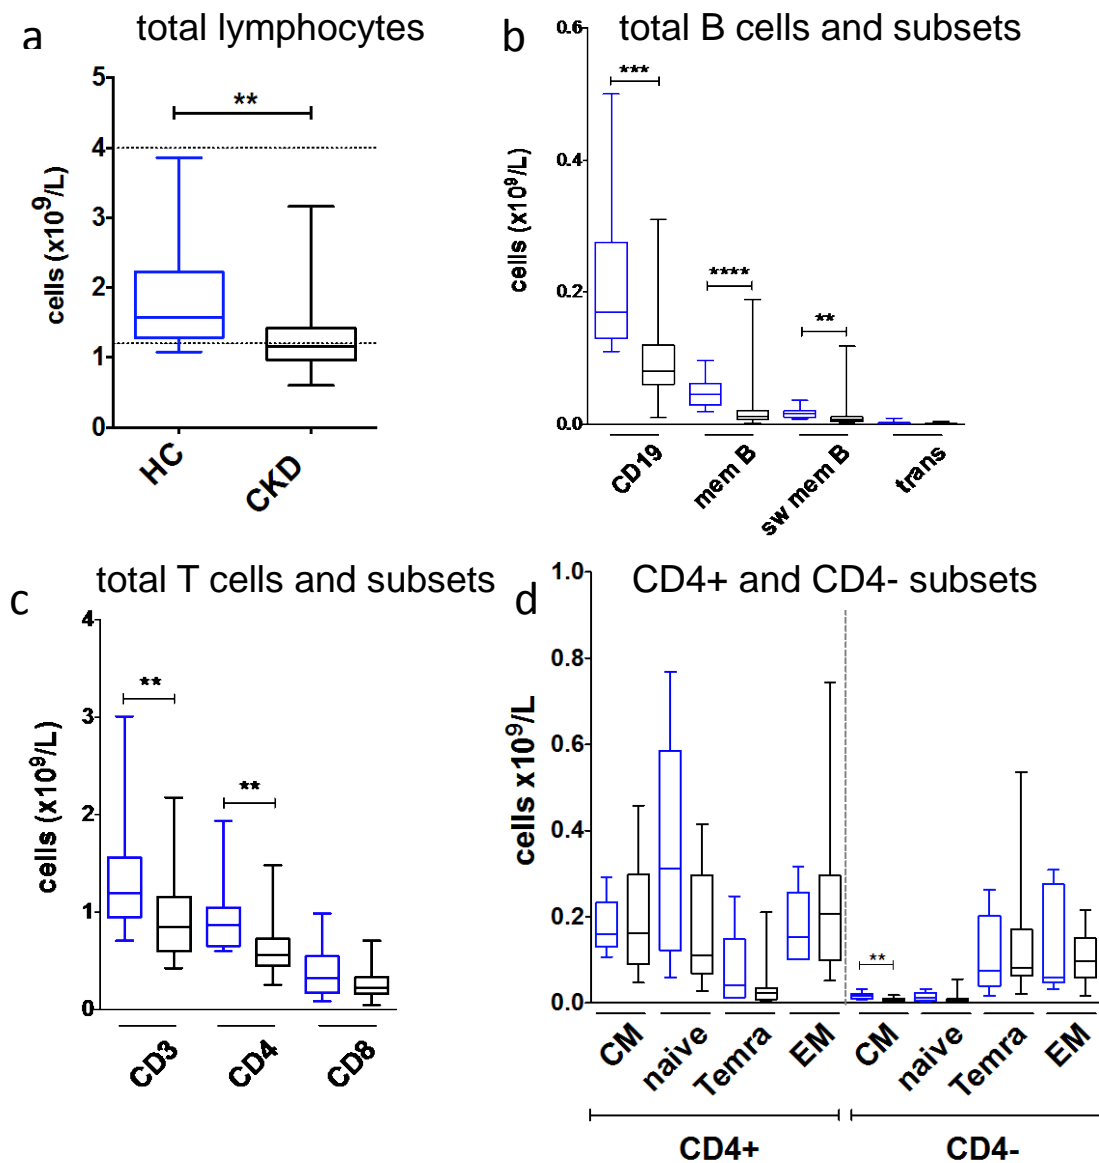 a total lymphocytes
5
4
3
2
1
0
cells (x10⁹/L)
**
HC
CKD
b total B cells and subsets
0.6
0.4
0.2
0.0
cells (x10⁹/L)
***
****
**
CD19
mem B
sw mem B
trans
c total T cells and subsets
4
3
2
1
0
cells (x10⁹/L)
**
**
CD3
CD4
CD8
d CD4+ and CD4- subsets
1.0
0.8
0.6
0.4
0.2
0.0
cells x10⁹/L
**
CM
naive
Temra
EM
CM
naive
Temra
EM
CD4+
CD4-